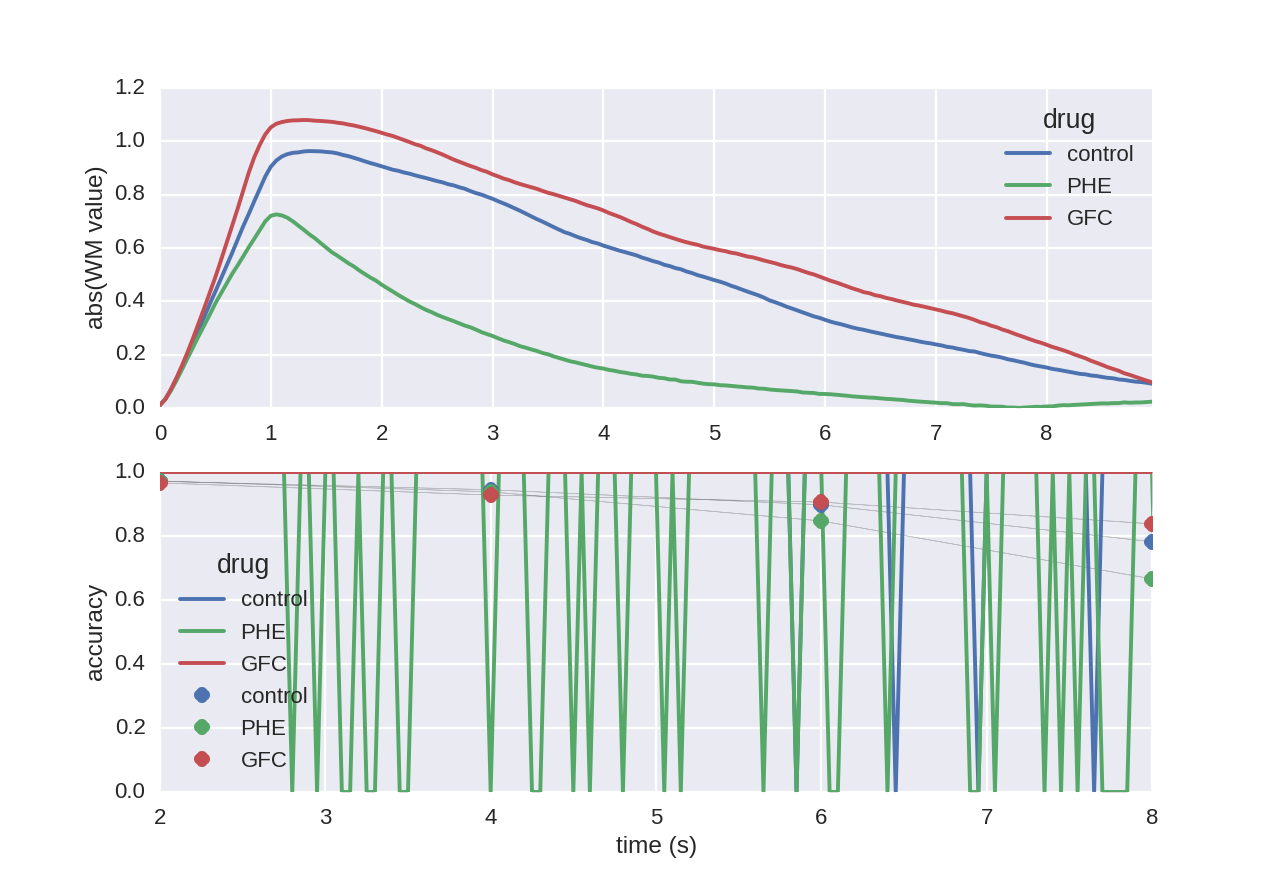 1.2
1.0
0.8
0.6
0.4
0.2
0.0
abs(WM value)
drug
control
PHE
GFC
0 1 2 3 4 5 6 7 8
1.0
0.8
0.6
0.4
0.2
0.0
accuracy
drug
control
PHE
GFC
control
PHE
GFC
2 3 4 5 6 7 8
time (s)